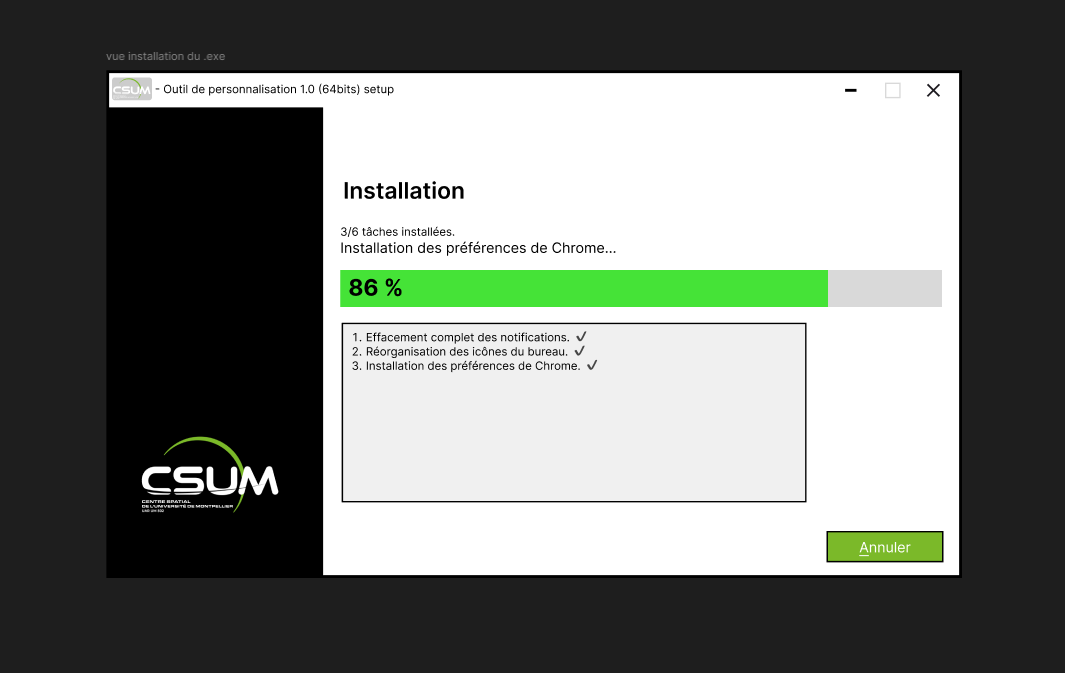 vue installation du .exe
CSUM - Outil de personnalisation 1.0 (64bits) setup
Installation
3/6 tâches installées.
Installation des préférences de Chrome...
86 %
1. Effacement complet des notifications. ✔
2. Réorganisation des icônes du bureau. ✔
3. Installation des préférences de Chrome. ✔
CSUM
CENTRE SPATIAL
DE L'UNIVERSITÉ DE MONTPELLIER
Annuler